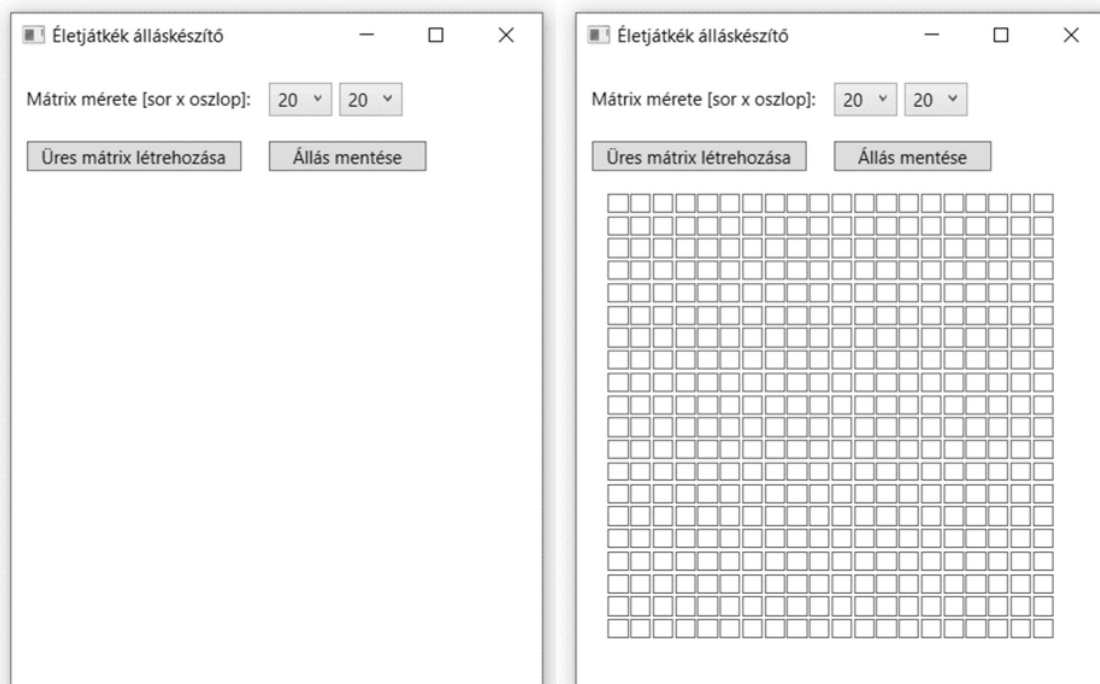 Életjátkék álláskészítő
Mátrix mérete [sor x oszlop]: 20 20
Üres mátrix létrehozása Állás mentése
Életjátkék álláskészítő
Mátrix mérete [sor x oszlop]: 20 20
Üres mátrix létrehozása Állás mentése